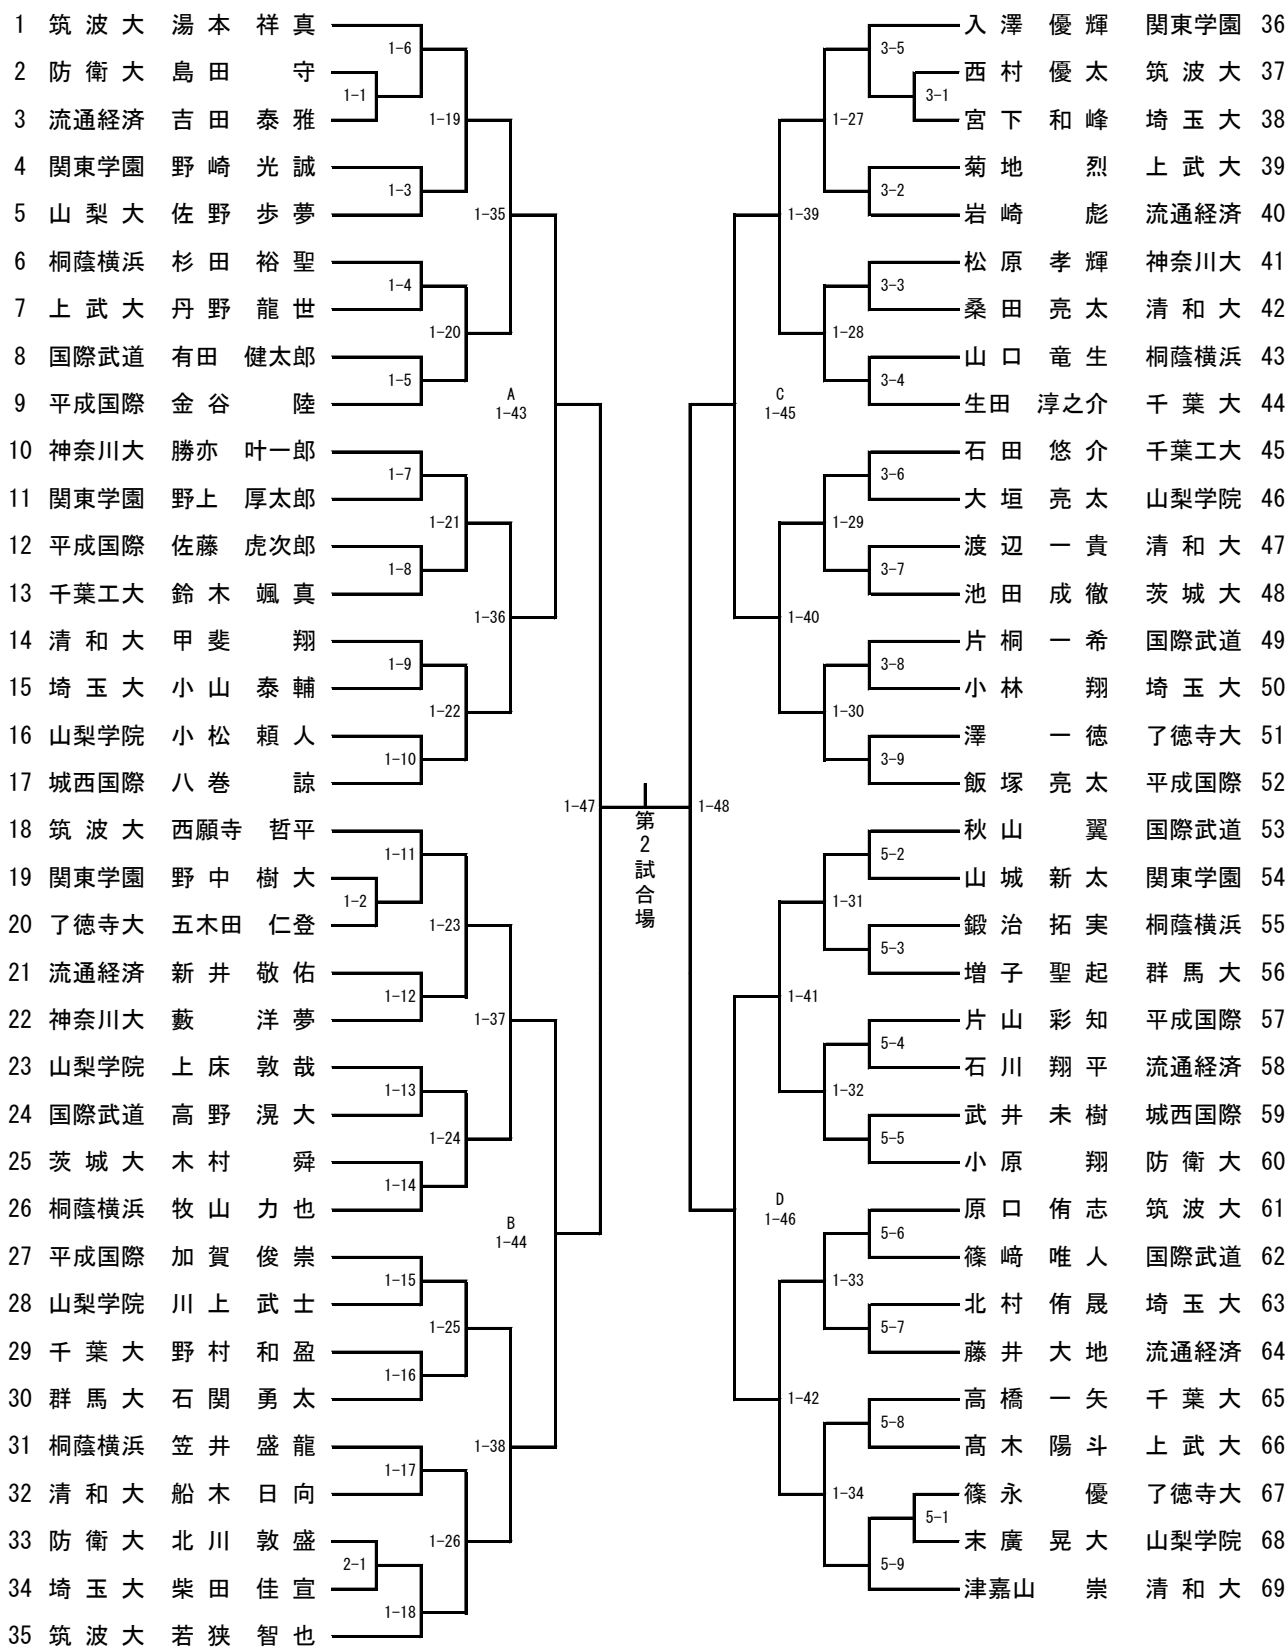 1 筑波大 湯本 祥真
2 防衛大 島田 守
3 流通経済 吉田 泰雅
4 関東学園 野崎 光誠
5 山梨大 佐野 歩夢
6 桐蔭横浜 杉田 裕聖
7 上武大 丹野 龍世
8 国際武道 有田 健太郎
9 平成国際 金谷 陸
10 神奈川大 勝亦 叶一郎
11 関東学園 野上 厚太郎
12 平成国際 佐藤 虎次郎
13 千葉工大 鈴木 颯真
14 清和大 甲斐 翔
15 埼玉大 小山 泰輔
16 山梨学院 小松 頼人
17 城西国際 八巻 諒
18 筑波大 西願寺 哲平
19 関東学園 野中 樹大
20 了徳寺大 五木田 仁登
21 流通経済 新井 敬佑
22 神奈川大 藪 洋夢
23 山梨学院 上床 敦哉
24 国際武道 高野 滉大
25 茨城大 木村 舜
26 桐蔭横浜 牧山 力也
27 平成国際 加賀 俊崇
28 山梨学院 川上 武士
29 千葉大 野村 和盈
30 群馬大 石関 勇太
31 桐蔭横浜 笠井 盛龍
32 清和大 船木 日向
33 防衛大 北川 敦盛
34 埼玉大 柴田 佳宣
35 筑波大 若狭 智也
1-1
1-2
2-1
1-6
1-3
1-4
1-5
1-7
1-8
1-9
1-10
1-11
1-12
1-13
1-14
1-15
1-16
1-17
1-18
1-19
1-20
1-21
1-22
1-23
1-24
1-25
1-26
1-35
1-36
1-37
1-38
A
1-43
B
1-44
1-47
第2試合場
1-48
C
1-45
D
1-46
1-39
1-40
1-41
1-42
1-27
1-28
1-29
1-30
1-31
1-32
1-33
1-34
3-5
3-2
3-3
3-4
3-6
3-7
3-8
3-9
5-2
5-3
5-4
5-5
5-6
5-7
5-8
5-9
3-1
5-1
入澤 優輝 関東学園 36
西村 優太 筑波大 37
宮下 和峰 埼玉大 38
菊地 烈 上武大 39
岩崎 彪 流通経済 40
松原 孝輝 神奈川大 41
桑田 亮太 清和大 42
山口 竜生 桐蔭横浜 43
生田 淳之介 千葉大 44
石田 悠介 千葉工大 45
大垣 亮太 山梨学院 46
渡辺 一貴 清和大 47
池田 成徹 茨城大 48
片桐 一希 国際武道 49
小林 翔 埼玉大 50
澤 一徳 了徳寺大 51
飯塚 亮太 平成国際 52
秋山 翼 国際武道 53
山城 新太 関東学園 54
鍛治 拓実 桐蔭横浜 55
増子 聖起 群馬大 56
片山 彩知 平成国際 57
石川 翔平 流通経済 58
武井 未樹 城西国際 59
小原 翔 防衛大 60
原口 侑志 筑波大 61
篠﨑 唯人 国際武道 62
北村 侑晟 埼玉大 63
藤井 大地 流通経済 64
高橋 一矢 千葉大 65
髙木 陽斗 上武大 66
篠永 優 了徳寺大 67
末廣 晃大 山梨学院 68
津嘉山 崇 清和大 69